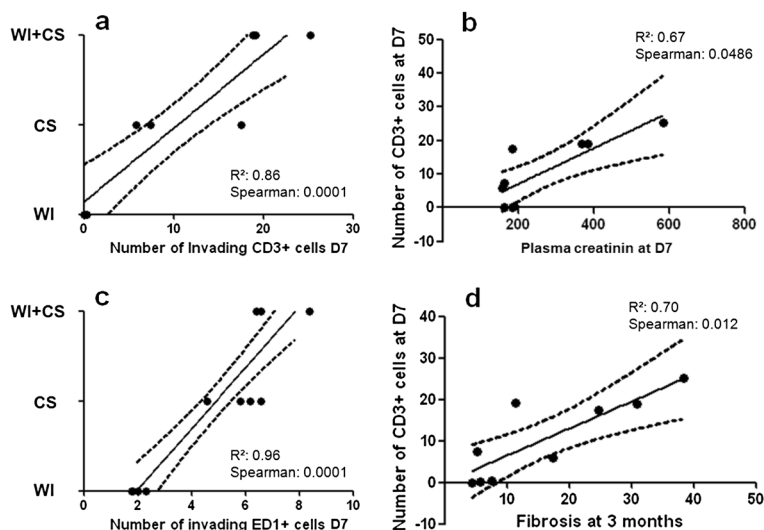 a
WI+CS
CS
WI
R²: 0.86
Spearman: 0.0001
0 10 20 30
Number of Invading CD3+ cells D7
b
R²: 0.67
Spearman: 0.0486
Number of CD3+ cells at D7
50
40
30
20
10
0
-10
200 400 600 800
Plasma creatinin at D7
c
WI+CS
CS
WI
R²: 0.96
Spearman: 0.0001
0 2 4 6 8 10
Number of invading ED1+ cells D7
d
R²: 0.70
Spearman: 0.012
Number of CD3+ cells at D7
40
30
20
10
0
-10
10 20 30 40
Fibrosis at 3 months